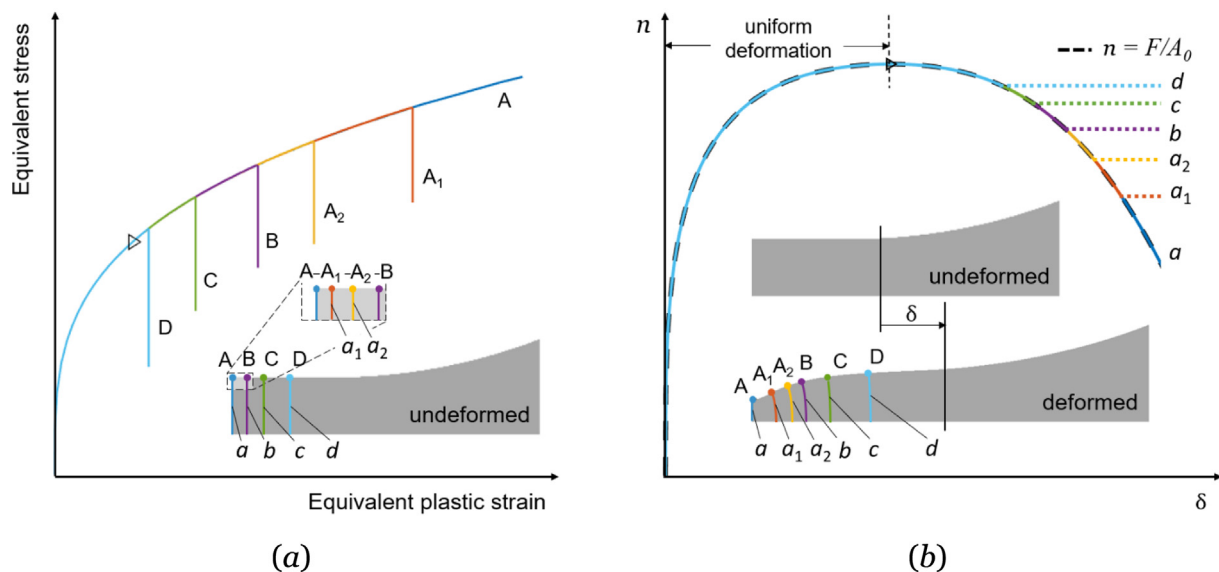 Equivalent stress
A
A₁
A₂
B
C
D
A A₁ A₂ B
a₁ a₂
A B C D
undeformed
a b c d
Equivalent plastic strain
(a)
n
uniform
deformation
n = F/A₀
d
c
b
a₂
a₁
a
undeformed
δ
A A₁ A₂ B C D
deformed
a a₁ a₂ b c d
δ
(b)